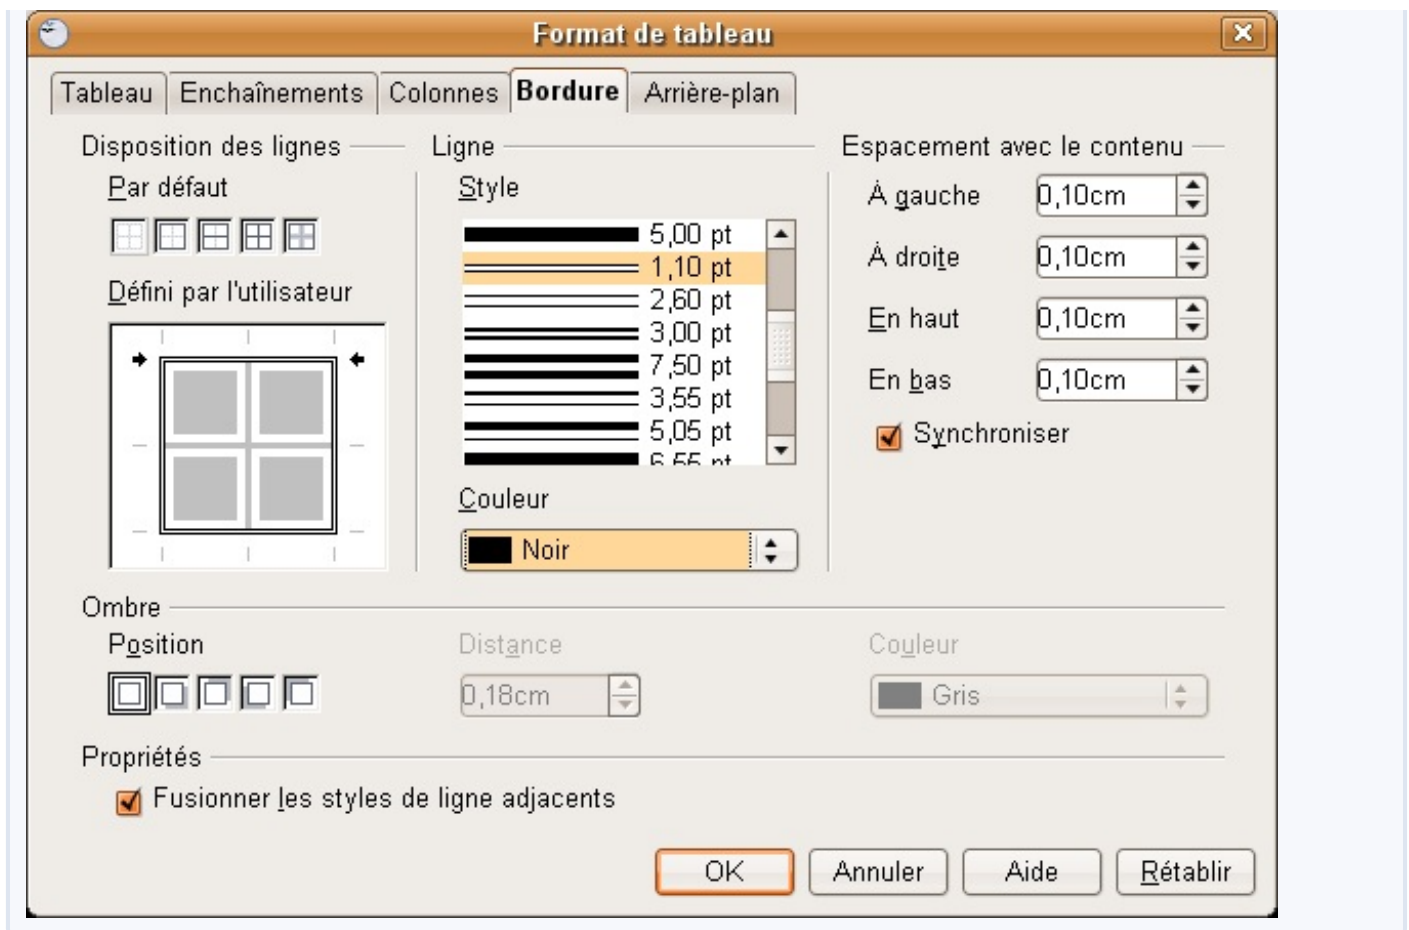 Format de tableau
Tableau
Enchaînements
Colonnes
Bordure
Arrière-plan
Disposition des lignes
Par défaut
Défini par l'utilisateur
Ligne
Style
5,00 pt
1,10 pt
2,60 pt
3,00 pt
7,50 pt
3,55 pt
5,05 pt
6,55 pt
Couleur
Noir
Espacement avec le contenu
À gauche 0,10cm
À droite 0,10cm
En haut 0,10cm
En bas 0,10cm
Synchroniser
Ombre
Position
Distance
0,18cm
Couleur
Gris
Propriétés
Fusionner les styles de ligne adjacents
OK
Annuler
Aide
Rétablir